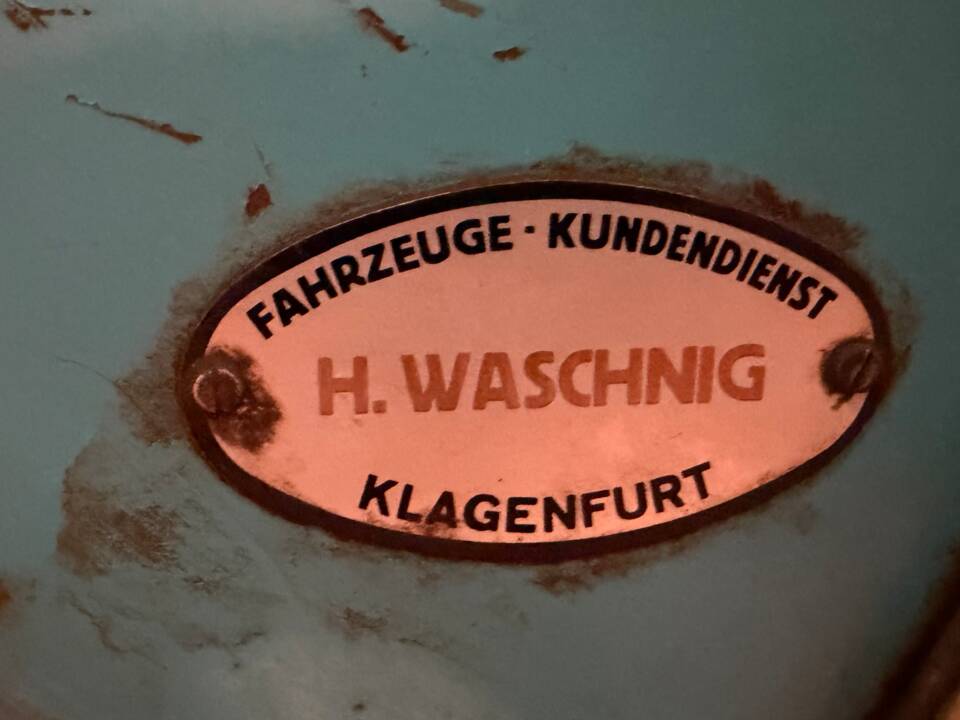 FAHRZEUGE · KUNDENDIENST
H. WASCHNIG
KLAGENFURT